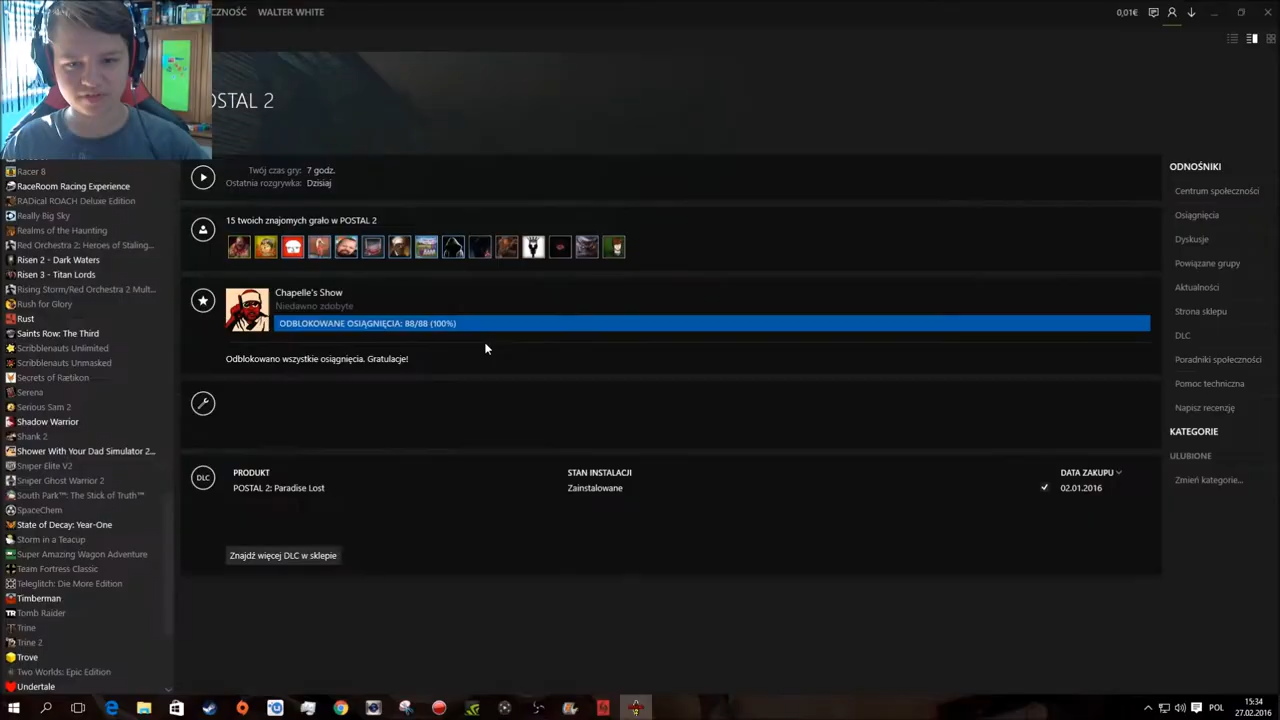 CZNOŚĆ WALTER WHITE 0,01€
OSTAL 2
Twój czas gry: 7 godz.
Ostatnia rozgrywka: Dzisiaj
15 twoich znajomych grało w POSTAL 2
Chapelle's Show
Niedawno zdobyte
ODBLOKOWANE OSIĄGNIĘCIA: 88/88 (100%)
Odblokowano wszystkie osiągnięcia. Gratulacje!
DLC
PRODUKT STAN INSTALACJI DATA ZAKUPU
POSTAL 2: Paradise Lost Zainstalowane 02.01.2016
Znajdź więcej DLC w sklepie
Racer 8
RaceRoom Racing Experience
RADical ROACH Deluxe Edition
Really Big Sky
Realms of the Haunting
Red Orchestra 2: Heroes of Staling...
Risen 2 - Dark Waters
Risen 3 - Titan Lords
Rising Storm/Red Orchestra 2 Mult...
Rush for Glory
Rust
Saints Row: The Third
Scribblenauts Unlimited
Scribblenauts Unmasked
Secrets of Rætikon
Serena
Serious Sam 2
Shadow Warrior
Shank 2
Shower With Your Dad Simulator 2...
Sniper Elite V2
Sniper Ghost Warrior 2
South Park™: The Stick of Truth™
SpaceChem
State of Decay: Year-One
Storm in a Teacup
Super Amazing Wagon Adventure
Team Fortress Classic
Teleglitch: Die More Edition
Timberman
TR Tomb Raider
Trine
Trine 2
Trove
Two Worlds: Epic Edition
Undertale
ODNOŚNIKI
Centrum społeczności
Osiągnięcia
Dyskusje
Powiązane grupy
Aktualności
Strona sklepu
DLC
Poradniki społeczności
Pomoc techniczna
Napisz recenzję
KATEGORIE
ULUBIONE
Zmień kategorie...
POL
15:34
27.02.2016